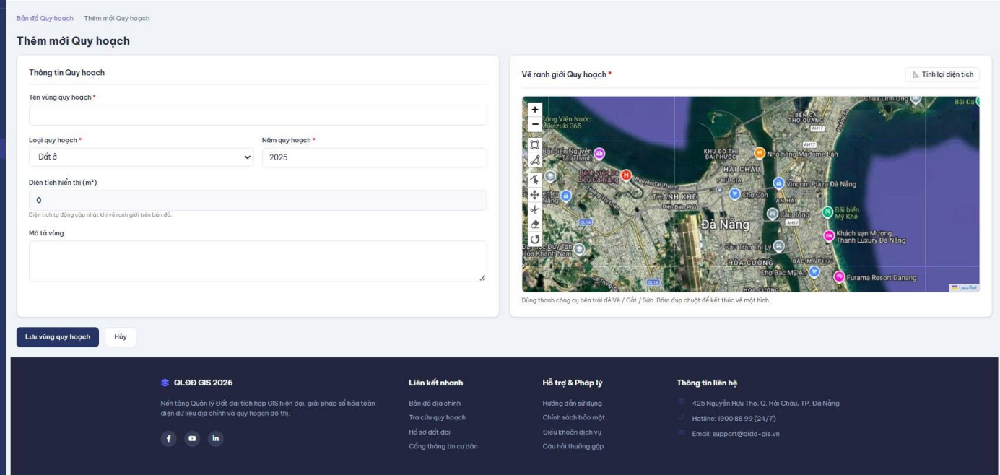 Bản đồ Quy hoạch Thêm mới Quy hoạch
Thêm mới Quy hoạch
Thông tin Quy hoạch
Tên vùng quy hoạch *
Loại quy hoạch *
Năm quy hoạch *
Đất ở
2025
Diện tích hiển thị (m²)
0
Diện tích tự động cập nhật khi vẽ ranh giới trên bản đồ.
Mô tả vùng
Vẽ ranh giới Quy hoạch *
Tính lại diện tích
+
−
Chùa Linh Ứng
Bãi Đá
Công Viên Nước
Mikazuki 365
BẾN CÁ
THỌ QUANG
AH17
Hoàng Sa
AH17
Bãi biển Nguyễn
Tất Thành
KHU ĐÔ THỊ
ĐA PHƯỚC
Nhà hàng Madame Lân
HẢI CHÂU
Bệnh viện Da
Liễu Đà Nẵng
Nguyễn Tất Thành
PHÚ GIA
Vincom Plaza Đà Nẵng
THANH KHÊ
Chợ Cồn
AN HẢI
Điện Biên Phủ
Cầu Rồng
Bãi biển
Mỹ Khê
QL1A
AH17
Đà Nẵng
Khách sạn Mường
Thanh Luxury Đà Nẵng
Cầu Trần Thị Lý
Đại học Duy Tân
Hòa Khánh Nam
HÒA CƯỜNG
BẮC MỸ PHÚ
Chợ Bắc Mỹ An
QL1A
Furama Resort Danang
Leaflet
Dùng thanh công cụ bên trái để Vẽ / Cắt / Sửa. Bấm đúp chuột để kết thúc vẽ một hình.
Lưu vùng quy hoạch
Hủy
QLĐĐ GIS 2026
Nền tảng Quản lý Đất đai tích hợp GIS hiện đại, giải pháp số hóa toàn
diện dữ liệu địa chính và quy hoạch đô thị.
Liên kết nhanh
Bản đồ địa chính
Tra cứu quy hoạch
Hồ sơ đất đai
Cổng thông tin cư dân
Hỗ trợ & Pháp lý
Hướng dẫn sử dụng
Chính sách bảo mật
Điều khoản dịch vụ
Câu hỏi thường gặp
Thông tin liên hệ
425 Nguyễn Hữu Thọ, Q. Hải Châu, TP. Đà Nẵng
Hotline: 1900 88 99 (24/7)
Email: support@qldd-gis.vn